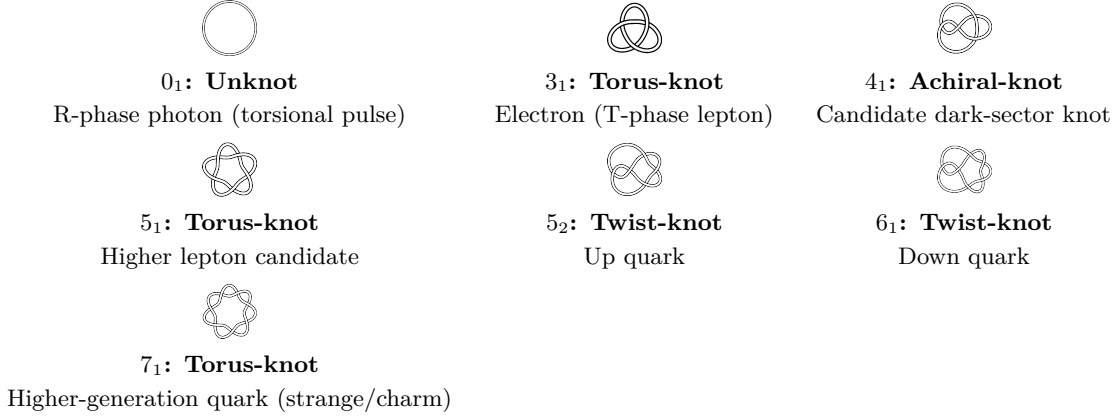 0₁: Unknot
R-phase photon (torsional pulse)
3₁: Torus-knot
Electron (T-phase lepton)
4₁: Achiral-knot
Candidate dark-sector knot
5₁: Torus-knot
Higher lepton candidate
5₂: Twist-knot
Up quark
6₁: Twist-knot
Down quark
7₁: Torus-knot
Higher-generation quark (strange/charm)